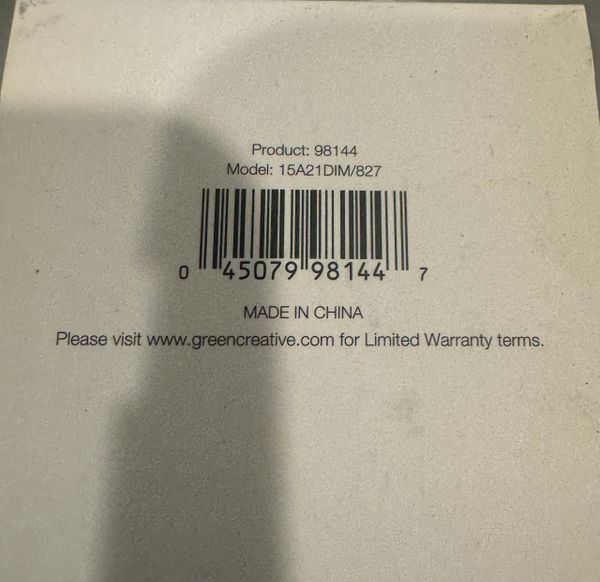 Product: 98144
Model: 15A21DIM/827
0 45079 98144 7
MADE IN CHINA
Please visit www.greencreative.com for Limited Warranty terms.